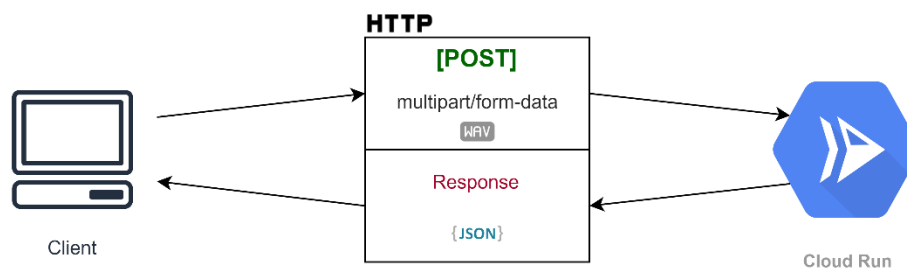 HTTP
[POST]
multipart/form-data
WAV
Response
{JSON}
Client
Cloud Run